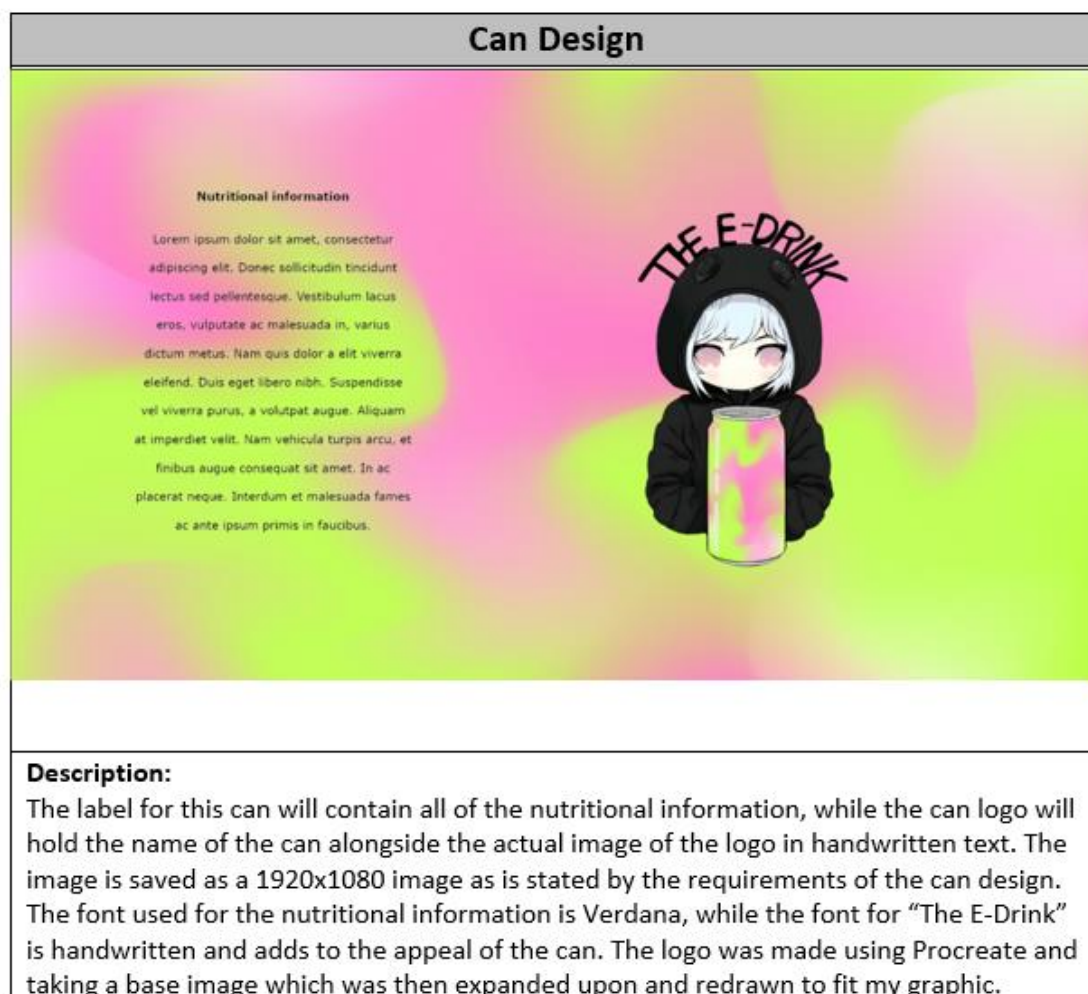 Can Design
Nutritional information
Lorem ipsum dolor sit amet, consectetur
adipiscing elit. Donec sollicitudin tincidunt
lectus sed pellentesque. Vestibulum lacus
eros, vulputate ac malesuada in, varius
dictum metus. Nam quis dolor a elit viverra
eleifend. Duis eget libero nibh. Suspendisse
vel viverra purus, a volutpat augue. Aliquam
at imperdiet velit. Nam vehicula turpis arcu, et
finibus augue consequat sit amet. In ac
placerat neque. Interdum et malesuada fames
ac ante ipsum primis in faucibus.
THE E-DRINK
Description:
The label for this can will contain all of the nutritional information, while the can logo will
hold the name of the can alongside the actual image of the logo in handwritten text. The
image is saved as a 1920x1080 image as is stated by the requirements of the can design.
The font used for the nutritional information is Verdana, while the font for “The E-Drink”
is handwritten and adds to the appeal of the can. The logo was made using Procreate and
taking a base image which was then expanded upon and redrawn to fit my graphic.